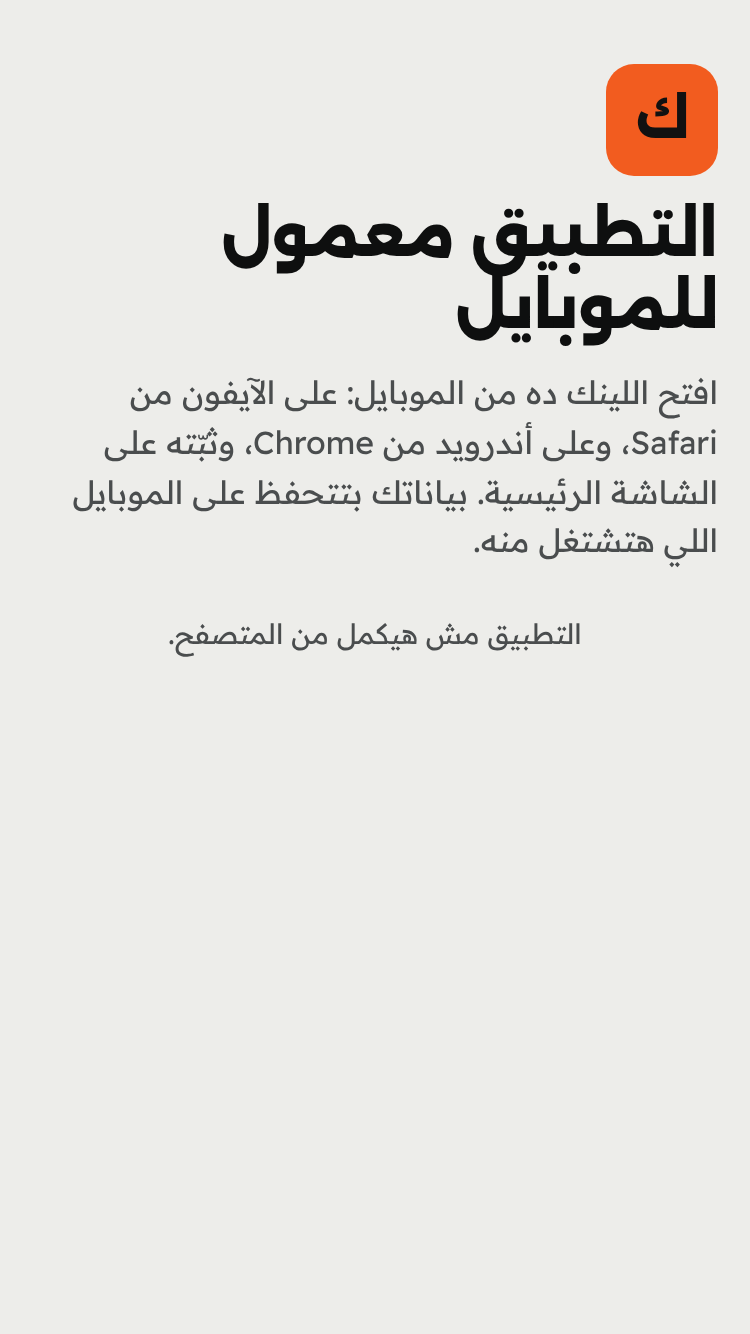 ك
التطبيق معمول
للموبايل
افتح اللينك ده من الموبايل: على الآيفون من
Safari، وعلى أندرويد من Chrome، وثبّته على
الشاشة الرئيسية. بياناتك بتتحفظ على الموبايل
اللي هتشتغل منه.
التطبيق مش هيكمل من المتصفح.